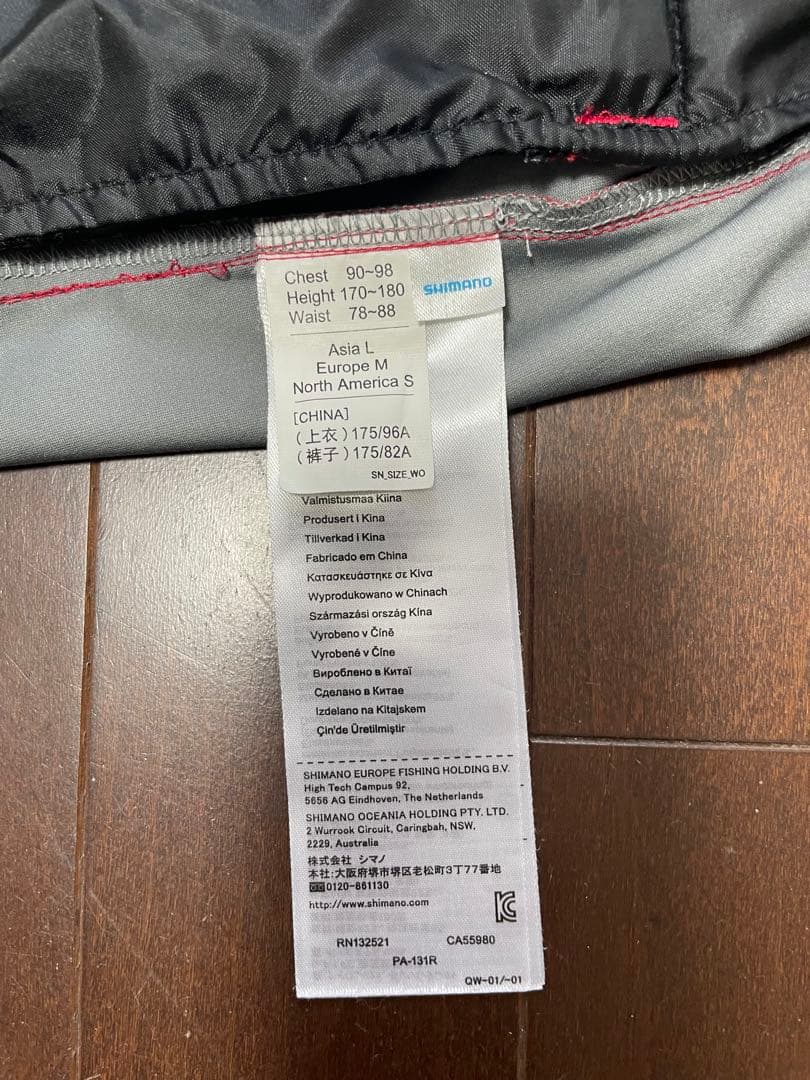 Chest 90~98
Height 170~180
Waist 78~88
SHIMANO
Asia L
Europe M
North America S
[CHINA]
(上衣)175/96A
(裤子)175/82A
SN_SIZE_WO
Valmistusmaa Kiina
Produsert i Kina
Tillverkad i Kina
Fabricado em China
Κατασκευάστηκε σε Κίνα
Wyprodukowano w Chinach
Származási ország Kína
Vyrobeno v Číně
Vyrobené v Číne
Вироблено в Китаї
Сделано в Китае
Izdelano na Kitajskem
Çin'de Üretilmiştir
SHIMANO EUROPE FISHING HOLDING B.V.
High Tech Campus 92,
5656 AG Eindhoven, The Netherlands
SHIMANO OCEANIA HOLDING PTY. LTD.
2 Wurrook Circuit, Caringbah, NSW,
2229, Australia
株式会社 シマノ
本社:大阪府堺市堺区老松町3丁77番地
0120-861130
http://www.shimano.com
RN132521 CA55980
PA-131R
QW-01/-01